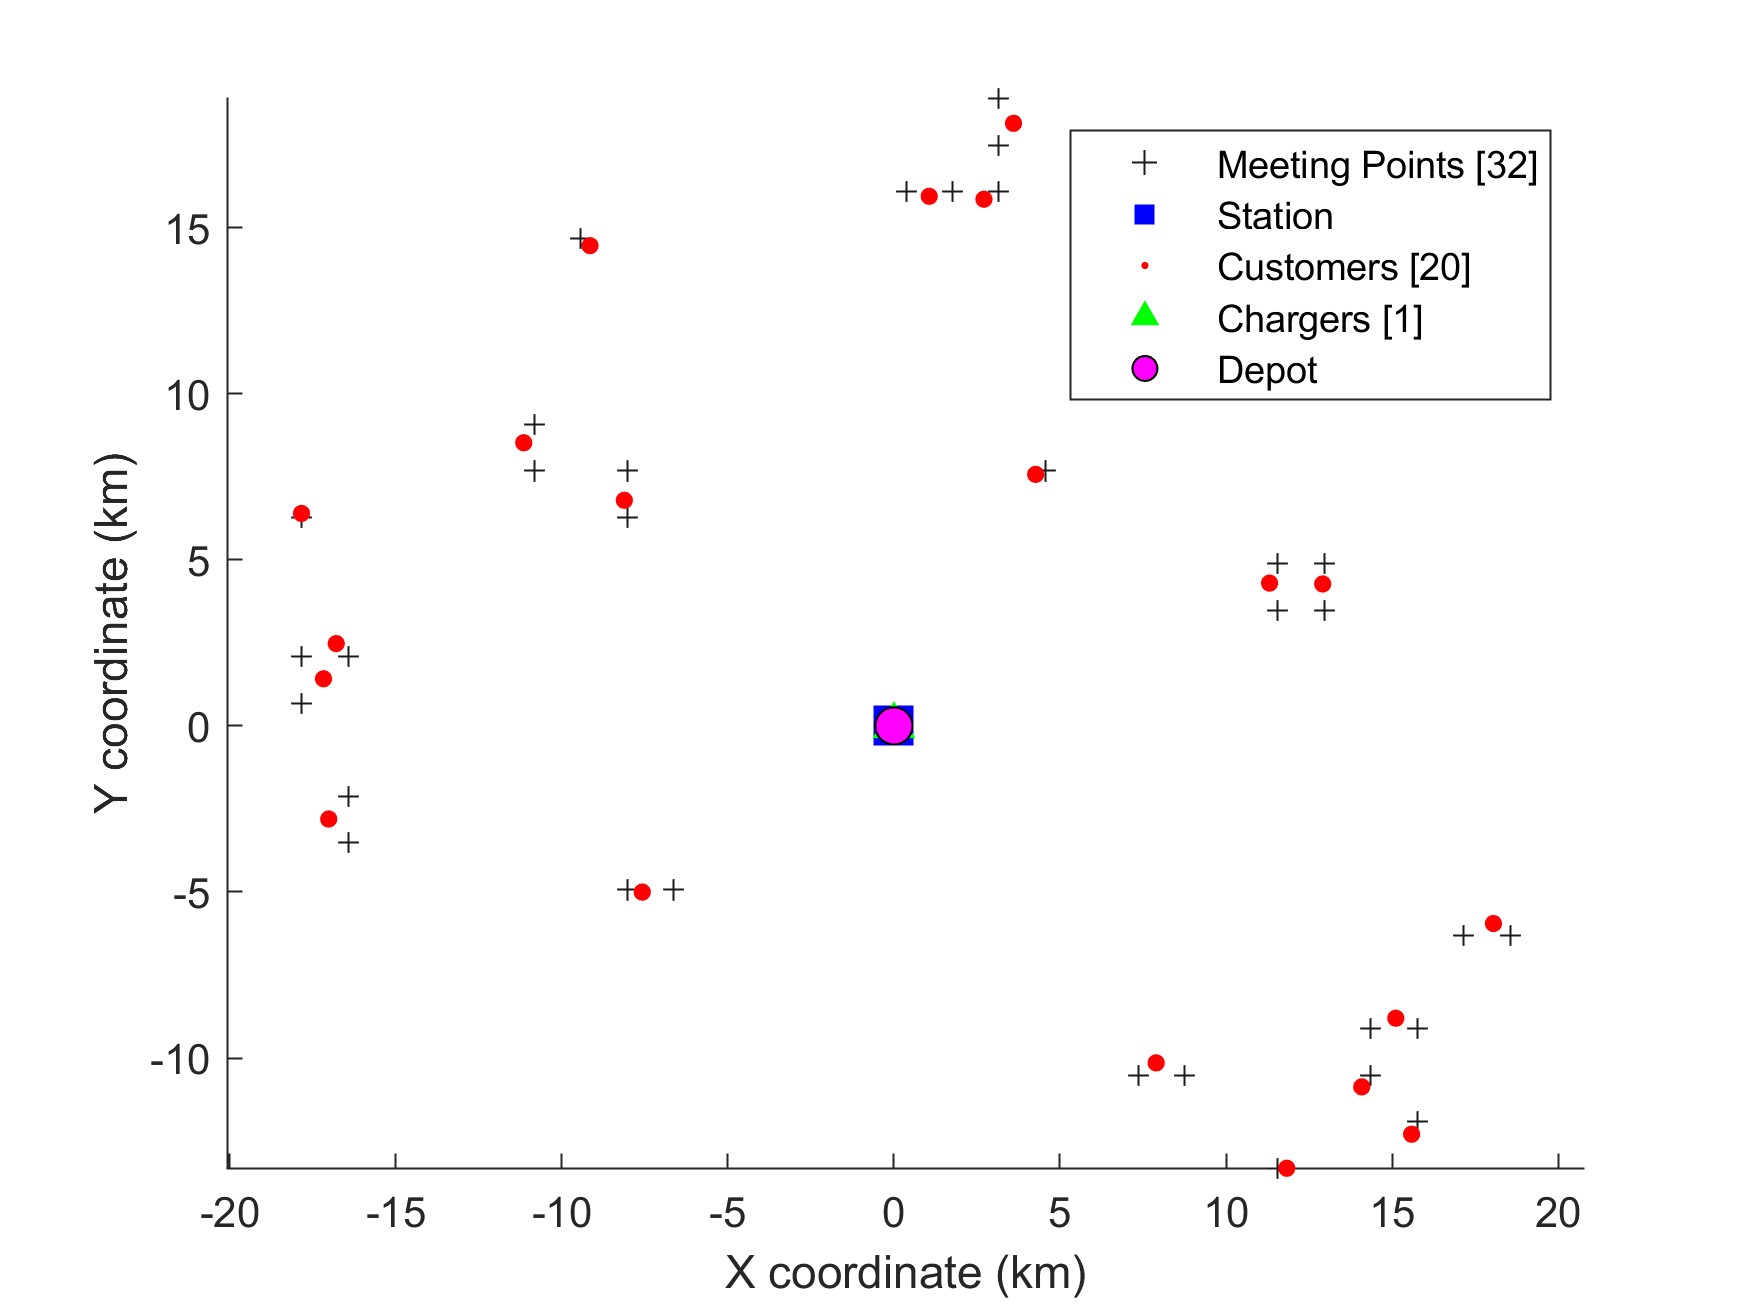 Meeting Points [32]
Station
Customers [20]
Chargers [1]
Depot
15
10
5
0
-5
-10
Y coordinate (km)
-20 -15 -10 -5 0 5 10 15 20
X coordinate (km)